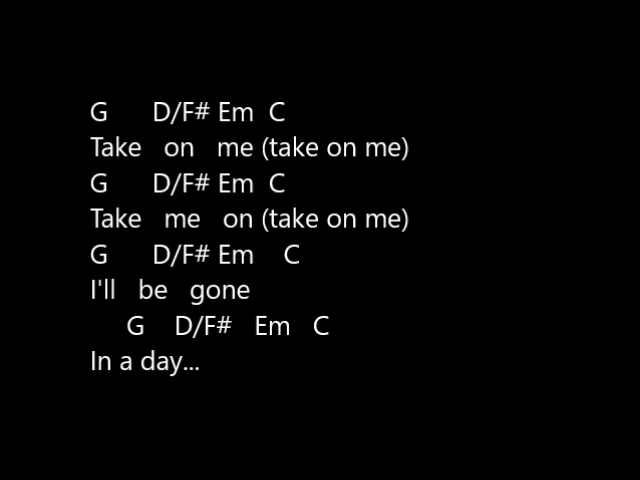 G D/F# Em C
Take on me (take on me)
G D/F# Em C
Take me on (take on me)
G D/F# Em C
I'll be gone
G D/F# Em C
In a day...